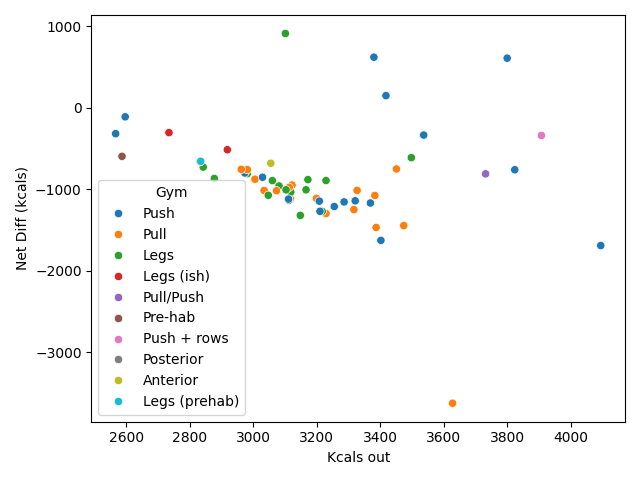 1000
0
−1000
−2000
−3000
Net Diff (kcals)
Gym
Push
Pull
Legs
Legs (ish)
Pull/Push
Pre-hab
Push + rows
Posterior
Anterior
Legs (prehab)
2600 2800 3000 3200 3400 3600 3800 4000
Kcals out